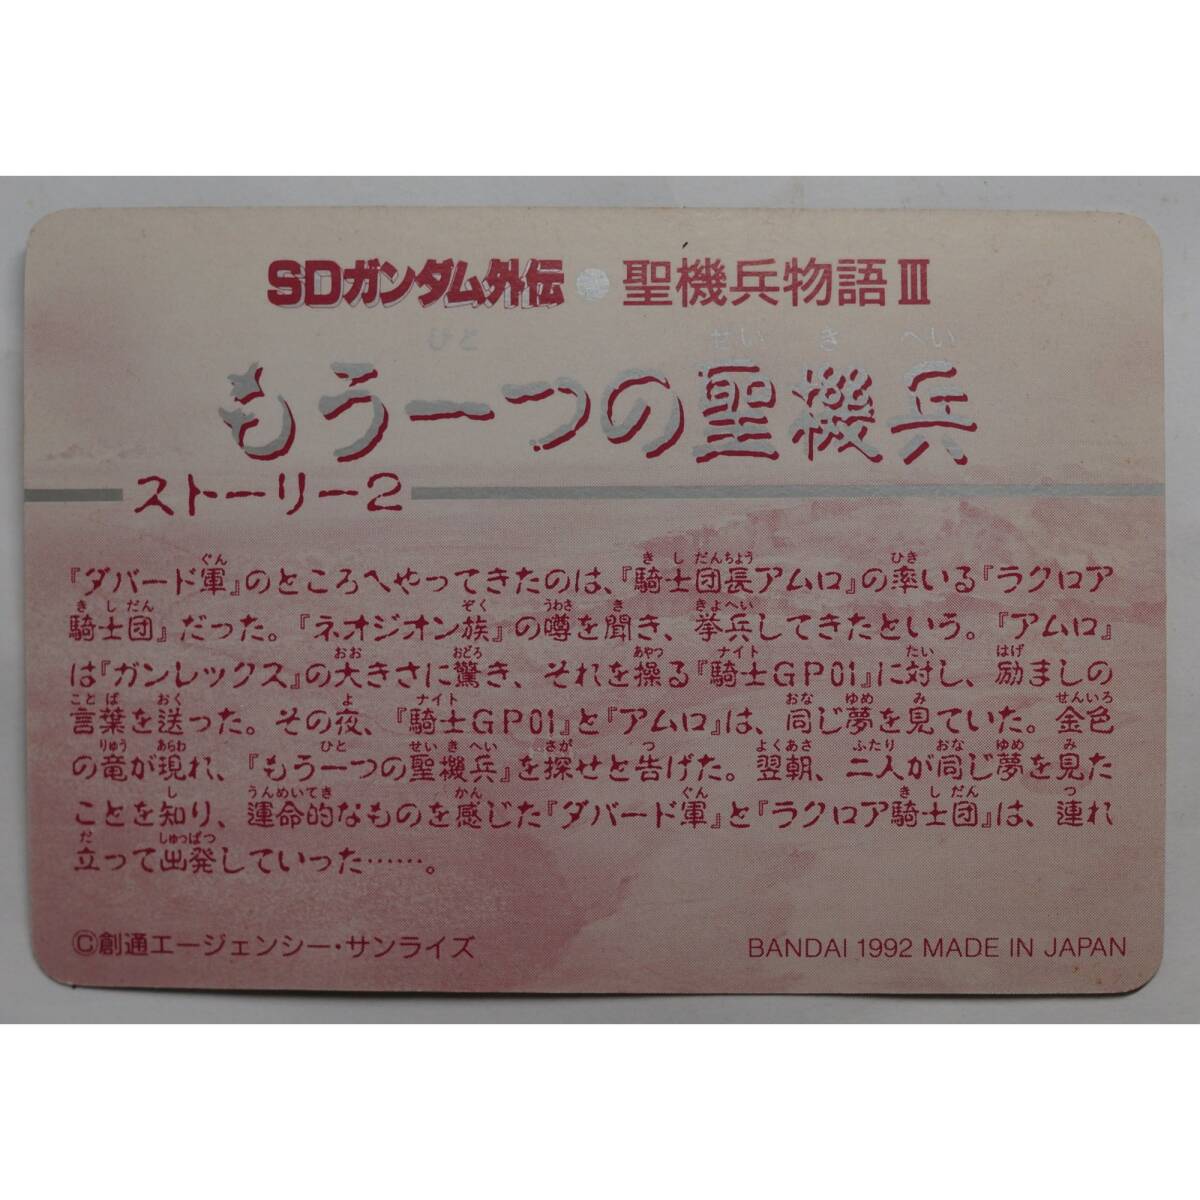 SDガンダム外伝●聖機兵物語Ⅲ
もう一つの聖機兵
ストーリー2
『ダバード軍』のところへやってきたのは、『騎士団長アムロ』の率いる『ラクロア
騎士団』だった。『ネオジオン族』の噂を聞き、挙兵してきたという。『アムロ』
は『ガンレックス』の大きさに驚き、それを操る『騎士GP01』に対し、励ましの
言葉を送った。その夜、『騎士GP01』と『アムロ』は、同じ夢を見ていた。金色
の竜が現れ、『もう一つの聖機兵』を探せと告げた。翌朝、二人が同じ夢を見た
ことを知り、運命的なものを感じた『ダバード軍』と『ラクロア騎士団』は、連れ
立って出発していった……。
©創通エージェンシー・サンライズ
BANDAI 1992 MADE IN JAPAN